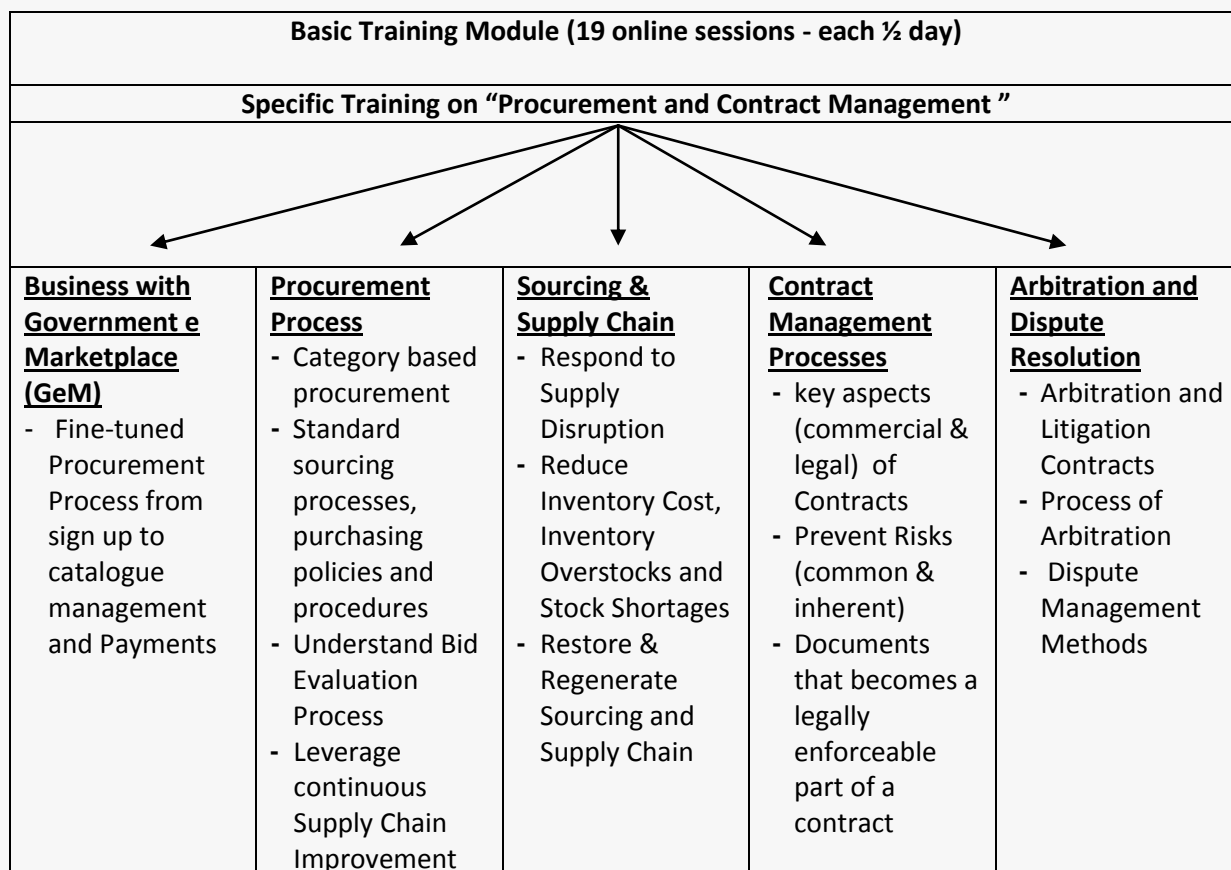 Basic Training Module (19 online sessions - each ½ day)
Specific Training on “Procurement and Contract Management ”
Business with
Government e
Marketplace
(GeM)
- Fine-tuned
Procurement
Process from
sign up to
catalogue
management
and Payments
Procurement
Process
- Category based
procurement
- Standard
sourcing
processes,
purchasing
policies and
procedures
- Understand Bid
Evaluation
Process
- Leverage
continuous
Supply Chain
Improvement
Sourcing &
Supply Chain
- Respond to
Supply
Disruption
- Reduce
Inventory Cost,
Inventory
Overstocks and
Stock Shortages
- Restore &
Regenerate
Sourcing and
Supply Chain
Contract
Management
Processes
- key aspects
(commercial &
legal) of
Contracts
- Prevent Risks
(common &
inherent)
- Documents
that becomes a
legally
enforceable
part of a
contract
Arbitration and
Dispute
Resolution
- Arbitration and
Litigation
Contracts
- Process of
Arbitration
- Dispute
Management
Methods